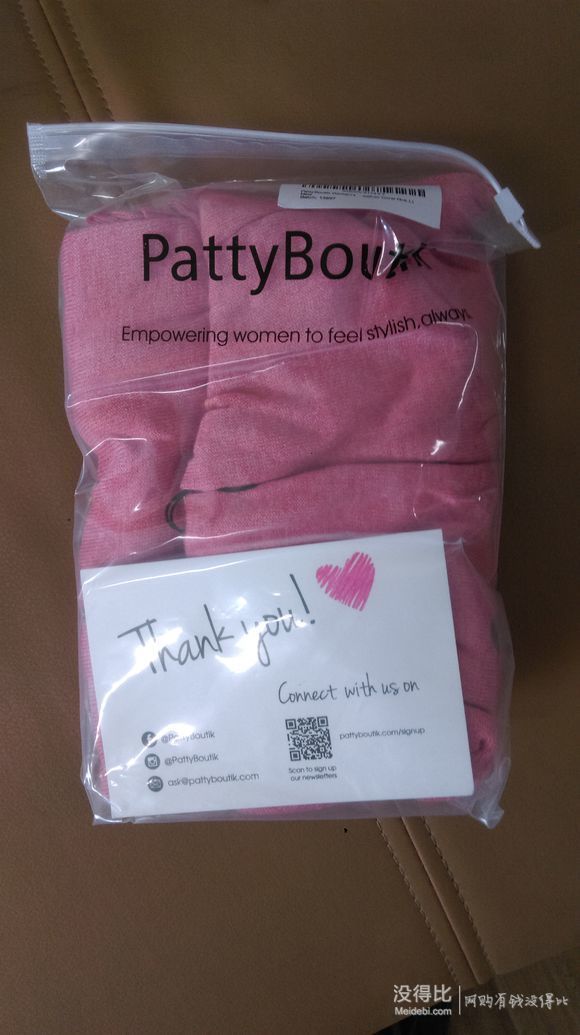 PattyBoutik
Empowering women to feel stylish, always.
Thank you!
Connect with us on
@PattyBoutik
@PattyBoutik
ask@pattyboutik.com
pattyboutik.com/signup
Scan to sign up
our newsletters
没得比
Meidebi.com
网购有钱没得比